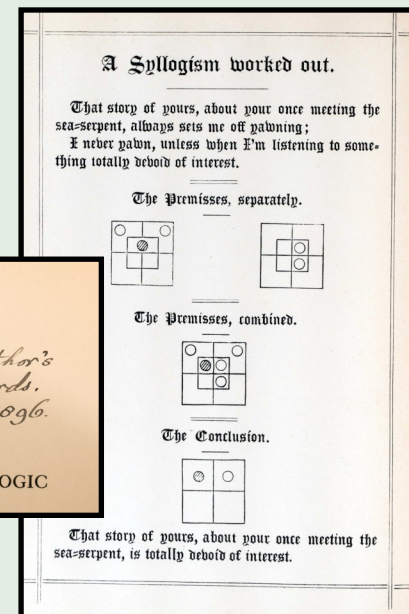 A Syllogism worked out.
That story of yours, about your once meeting the
sea-serpent, always sets me off yawning;
I never yawn, unless when I'm listening to some-
thing totally devoid of interest.
The Premisses, separately.
The Premisses, combined.
The Conclusion.
That story of yours, about your once meeting the
sea-serpent, is totally devoid of interest.
thor's
rds.
896.
OGIC